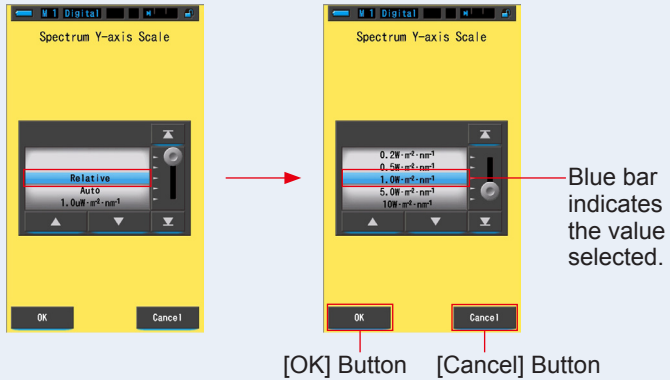 M 1 Digital
Spectrum Y-axis Scale
Relative
Auto
1.0uW·m⁻²·nm⁻¹
OK Cancel
M 1 Digital
Spectrum Y-axis Scale
0.2W·m⁻²·nm⁻¹
0.5W·m⁻²·nm⁻¹
1.0W·m⁻²·nm⁻¹
5.0W·m⁻²·nm⁻¹
10W·m⁻²·nm⁻¹
OK Cancel
Blue bar
indicates
the value
selected.
[OK] Button [Cancel] Button